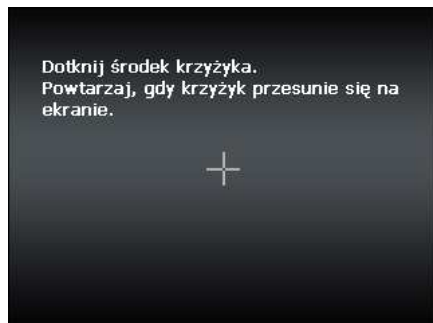 Dotknij środek krzyżyka.
Powtarzaj, gdy krzyżyk przesunie się na
ekranie.